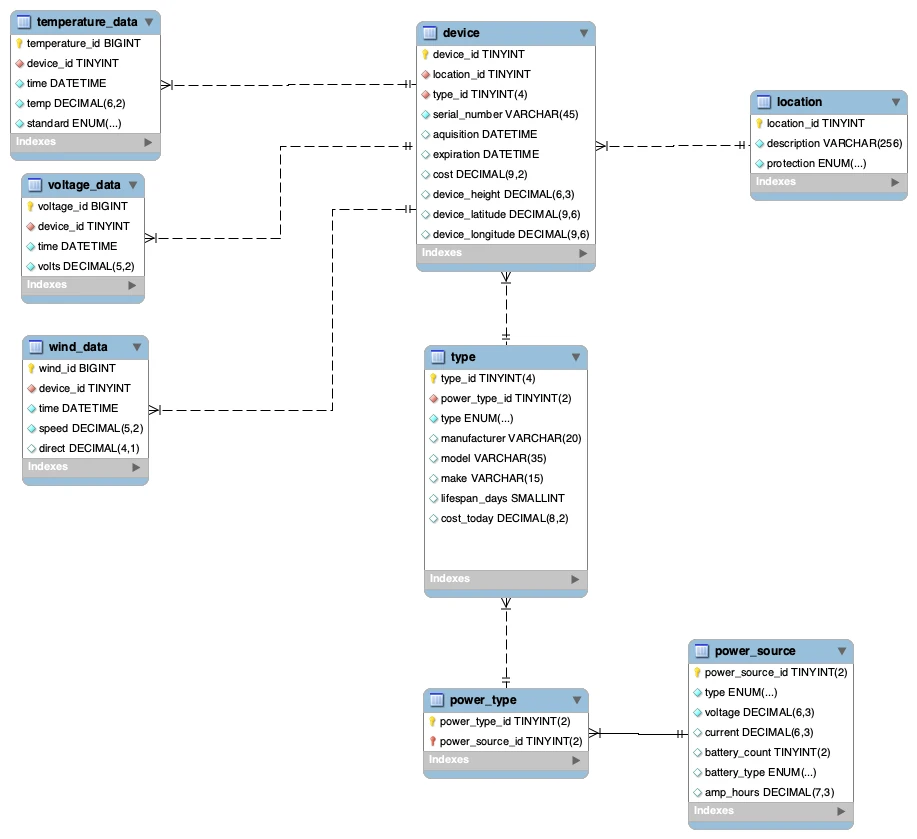 temperature_data
temperature_id BIGINT
device_id TINYINT
time DATETIME
temp DECIMAL(6,2)
standard ENUM(...)
Indexes
voltage_data
voltage_id BIGINT
device_id TINYINT
time DATETIME
volts DECIMAL(5,2)
Indexes
wind_data
wind_id BIGINT
device_id TINYINT
time DATETIME
speed DECIMAL(5,2)
direct DECIMAL(4,1)
Indexes
device
device_id TINYINT
location_id TINYINT
type_id TINYINT(4)
serial_number VARCHAR(45)
aquisition DATETIME
expiration DATETIME
cost DECIMAL(9,2)
device_height DECIMAL(6,3)
device_latitude DECIMAL(9,6)
device_longitude DECIMAL(9,6)
Indexes
location
location_id TINYINT
description VARCHAR(256)
protection ENUM(...)
Indexes
type
type_id TINYINT(4)
power_type_id TINYINT(2)
type ENUM(...)
manufacturer VARCHAR(20)
model VARCHAR(35)
make VARCHAR(15)
lifespan_days SMALLINT
cost_today DECIMAL(8,2)
Indexes
power_type
power_type_id TINYINT(2)
power_source_id TINYINT(2)
Indexes
power_source
power_source_id TINYINT(2)
type ENUM(...)
voltage DECIMAL(6,3)
current DECIMAL(6,3)
battery_count TINYINT(2)
battery_type ENUM(...)
amp_hours DECIMAL(7,3)
Indexes